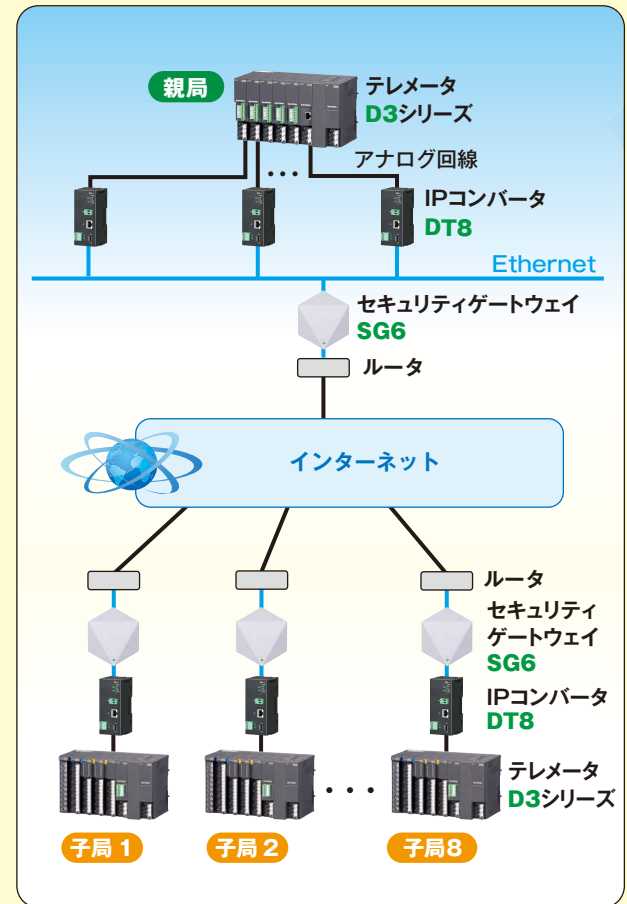 親局
テレメータ
D3シリーズ
アナログ回線
IPコンバータ
DT8
Ethernet
セキュリティゲートウェイ
SG6
ルータ
インターネット
ルータ
セキュリティ
ゲートウェイ
SG6
IPコンバータ
DT8
テレメータ
D3シリーズ
子局 1
子局 2
子局8